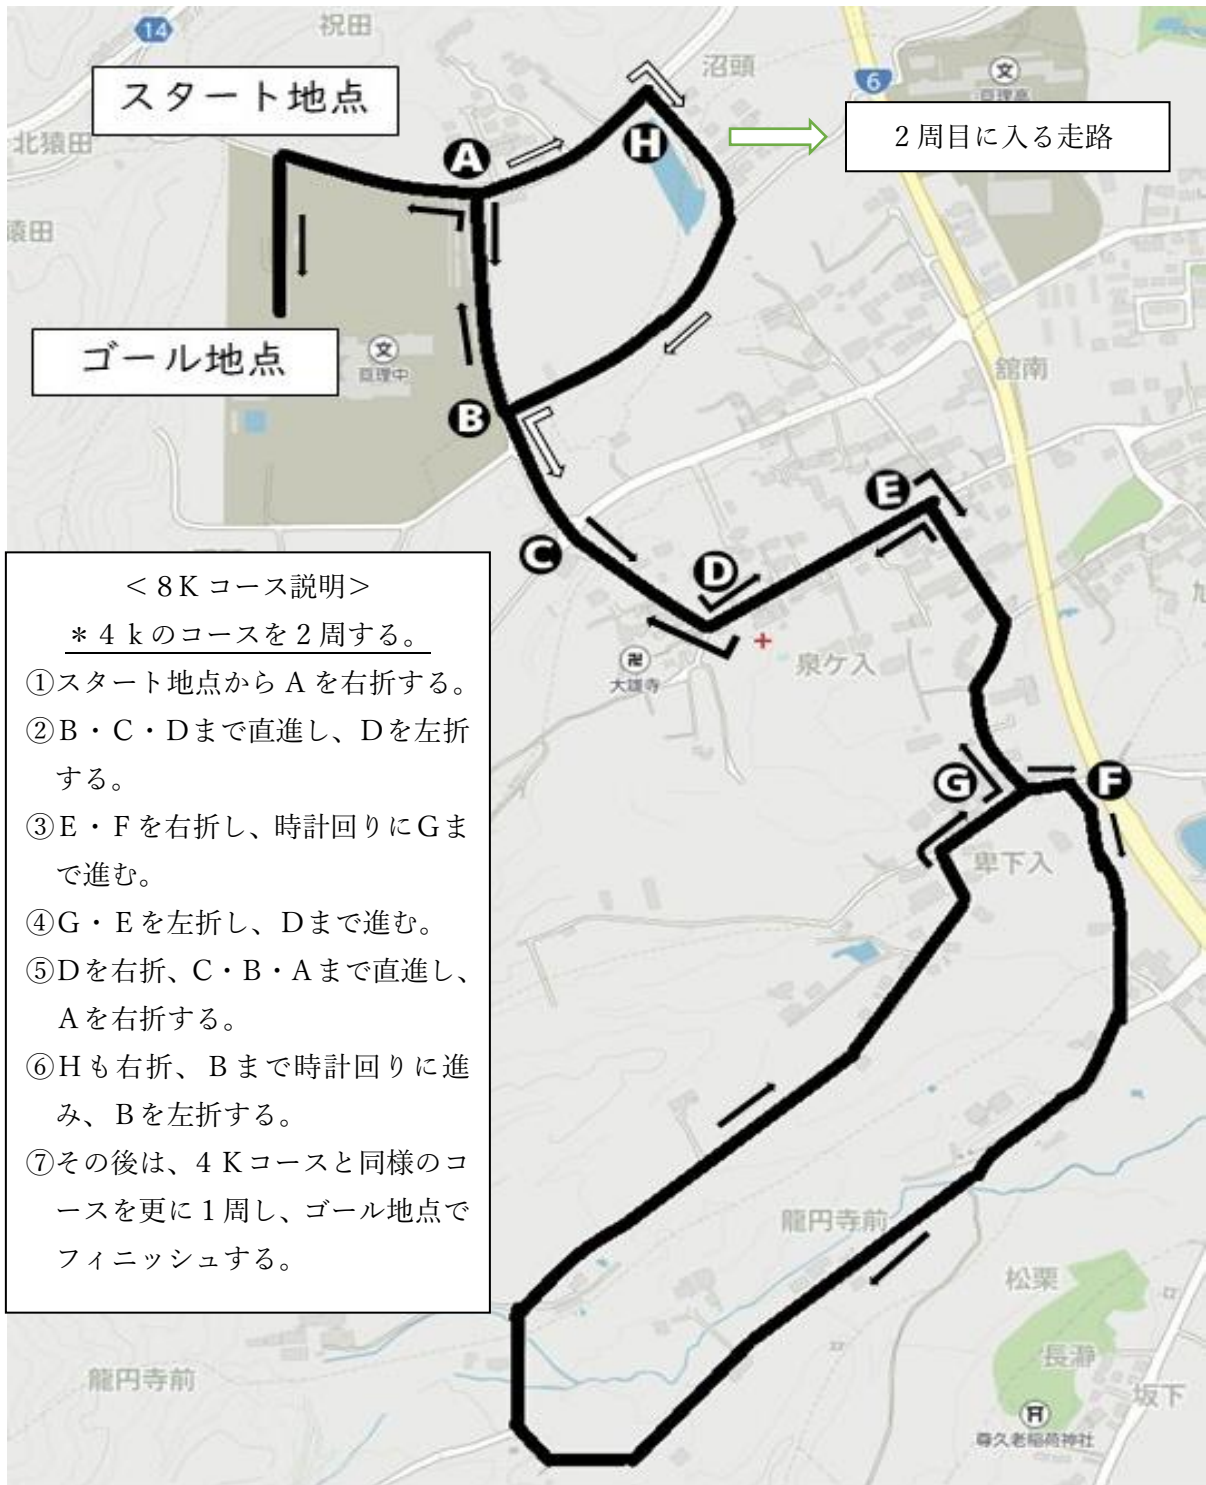 14
祝田
沼頭
スタート地点
6
文
亘理高
２周目に入る走路
北猿田
A
H
猿田
ゴール地点
文
亘理中
舘南
B
E
C
D
泉ケ入
卍
大雄寺
＜８K コース説明＞
＊４ｋのコースを２周する。
①スタート地点から A を右折する。
②Ｂ・Ｃ・Ｄまで直進し、Ｄを左折
する。
③Ｅ・Ｆを右折し、時計回りにＧま
で進む。
④Ｇ・Ｅを左折し、Ｄまで進む。
⑤Ｄを右折、Ｃ・Ｂ・Ａまで直進し、
Ａを右折する。
⑥Ｈも右折、Ｂまで時計回りに進
み、Ｂを左折する。
⑦その後は、４Ｋコースと同様のコ
ースを更に１周し、ゴール地点で
フィニッシュする。
G
F
卑下入
龍円寺前
松栗
長瀞
坂下
龍円寺前
尊久老稲荷神社